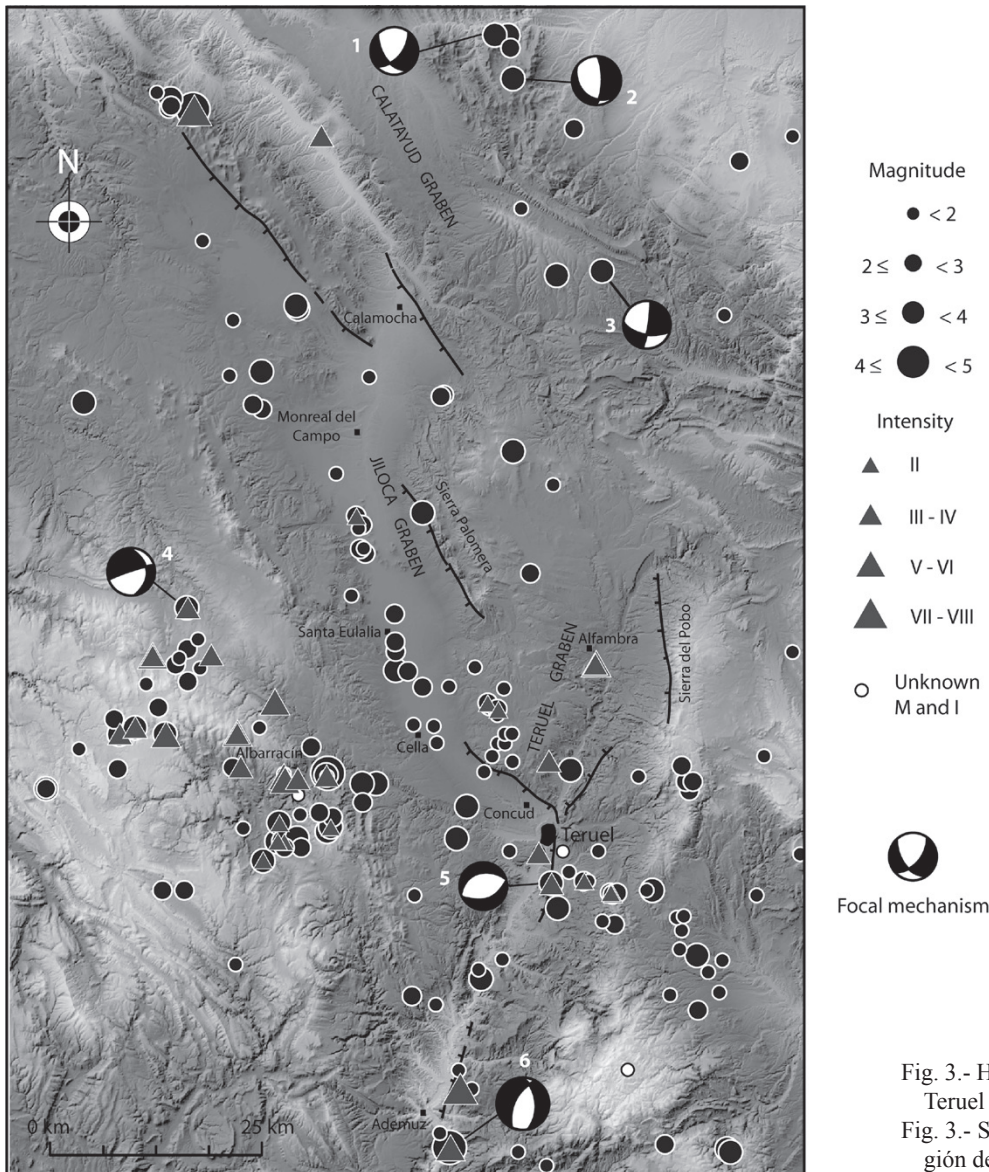 1
2
CALATAYUD GRABEN
N
3
Calamocha
Monreal del
Campo
JILOCA GRABEN
Sierra Palomera
4
Santa Eulalia
Alfambra
TERUEL GRABEN
Sierra del Pobo
Albarracín
Cella
Concud
Teruel
5
6
Ademuz
0 km
25 km
Magnitude
< 2
2 ≤ < 3
3 ≤ < 4
4 ≤ < 5
Intensity
II
III - IV
V - VI
VII - VIII
Unknown
M and I
Focal mechanism
Fig. 3.- H
Teruel
Fig. 3.- S
gión de